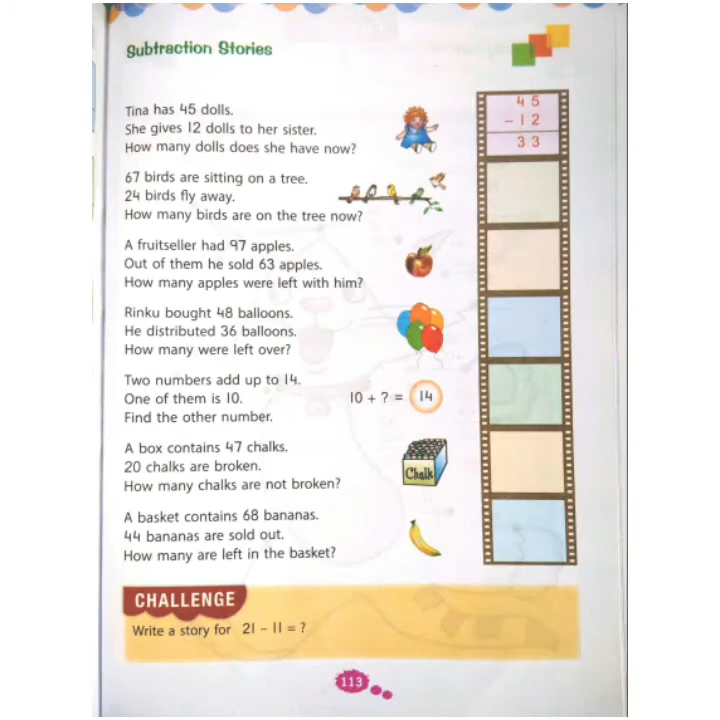 Subtraction Stories
Tina has 45 dolls.
She gives 12 dolls to her sister.
How many dolls does she have now?
45
- 12
33
67 birds are sitting on a tree.
24 birds fly away.
How many birds are on the tree now?
A fruitseller had 97 apples.
Out of them he sold 63 apples.
How many apples were left with him?
Rinku bought 48 balloons.
He distributed 36 balloons.
How many were left over?
Two numbers add up to 14.
One of them is 10.
Find the other number.
10 + ? = 14
A box contains 47 chalks.
20 chalks are broken.
How many chalks are not broken?
Chalk
A basket contains 68 bananas.
44 bananas are sold out.
How many are left in the basket?
CHALLENGE
Write a story for 21 - 11 = ?
113